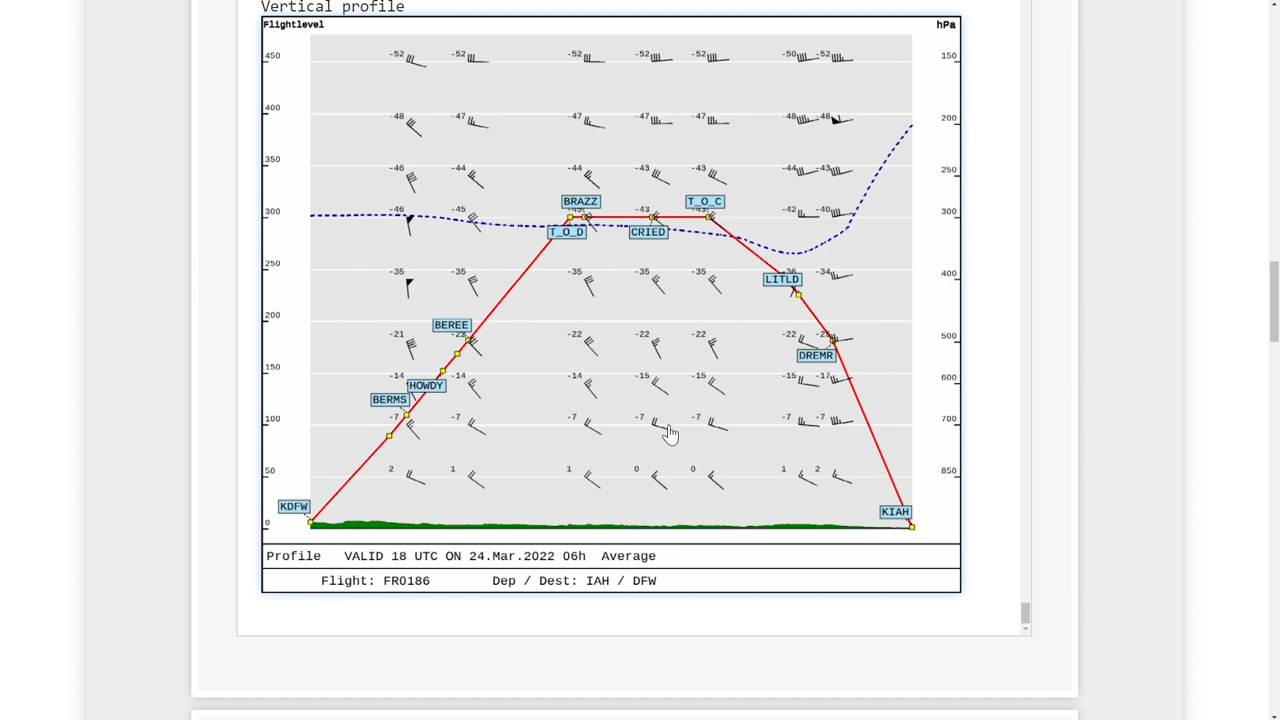 Vertical profile
Flightlevel hPa
450 -52 -52 -52 -52 -52 -50 -52 150
400 -48 -47 -47 -47 -47 -48 -48 200
350 -46 -44 -44 -43 -43 -44 -43 250
BRAZZ T_O_C
300 -46 -45 -43 -42 -40 300
T_O_D CRIED
250 -35 -35 -35 -35 -35 -36 -34 400
LITLD
200 -21 -22 -22 -22 -22 500
BEREE
DREMR
150 -14 -14 -14 -15 -15 -15 -17 600
HOWDY
BERMS
100 -7 -7 -7 -7 -7 -7 -7 700
50 2 1 1 0 0 1 2 850
KDFW KIAH
0
Profile VALID 18 UTC ON 24.Mar.2022 06h Average
Flight: FR0186 Dep / Dest: IAH / DFW